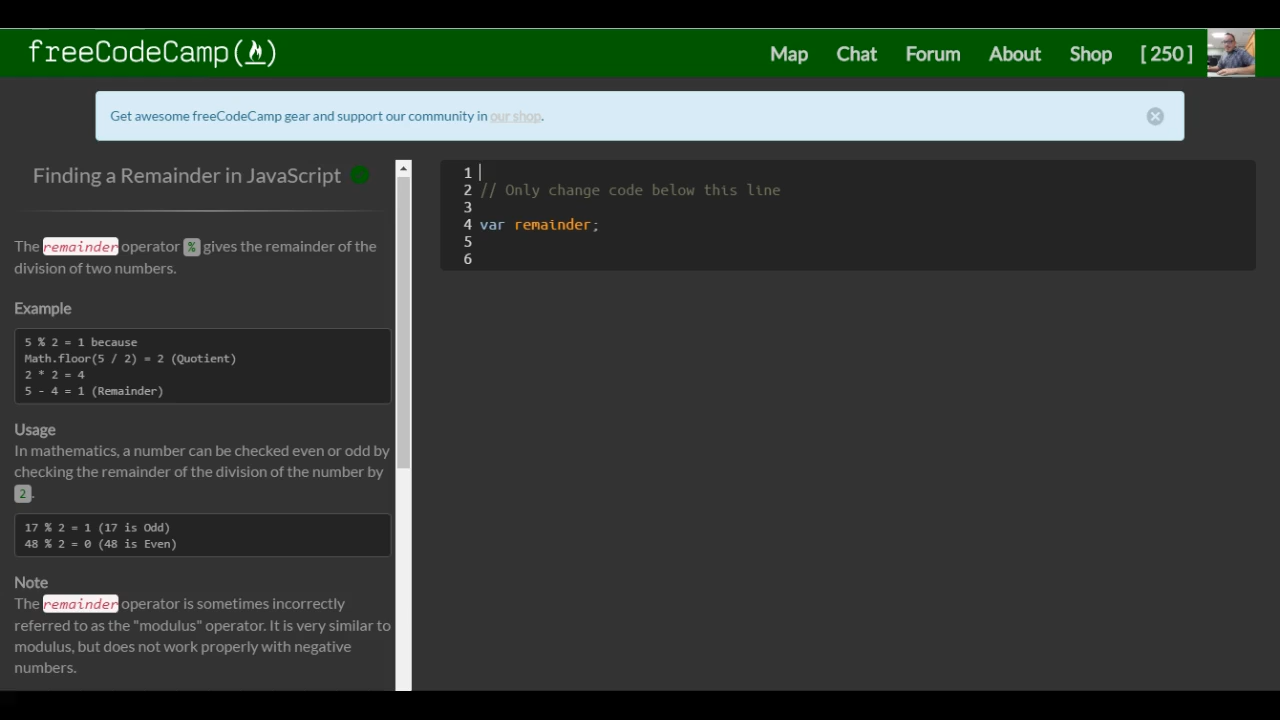 freeCodeCamp(🔥)
Map Chat Forum About Shop [ 250 ]
Get awesome freeCodeCamp gear and support our community in our shop.
Finding a Remainder in JavaScript
The remainder operator % gives the remainder of the
division of two numbers.
Example
5 % 2 = 1 because
Math.floor(5 / 2) = 2 (Quotient)
2 * 2 = 4
5 - 4 = 1 (Remainder)
Usage
In mathematics, a number can be checked even or odd by
checking the remainder of the division of the number by
2.
17 % 2 = 1 (17 is Odd)
48 % 2 = 0 (48 is Even)
Note
The remainder operator is sometimes incorrectly
referred to as the "modulus" operator. It is very similar to
modulus, but does not work properly with negative
numbers.
1
2 // Only change code below this line
3
4 var remainder;
5
6